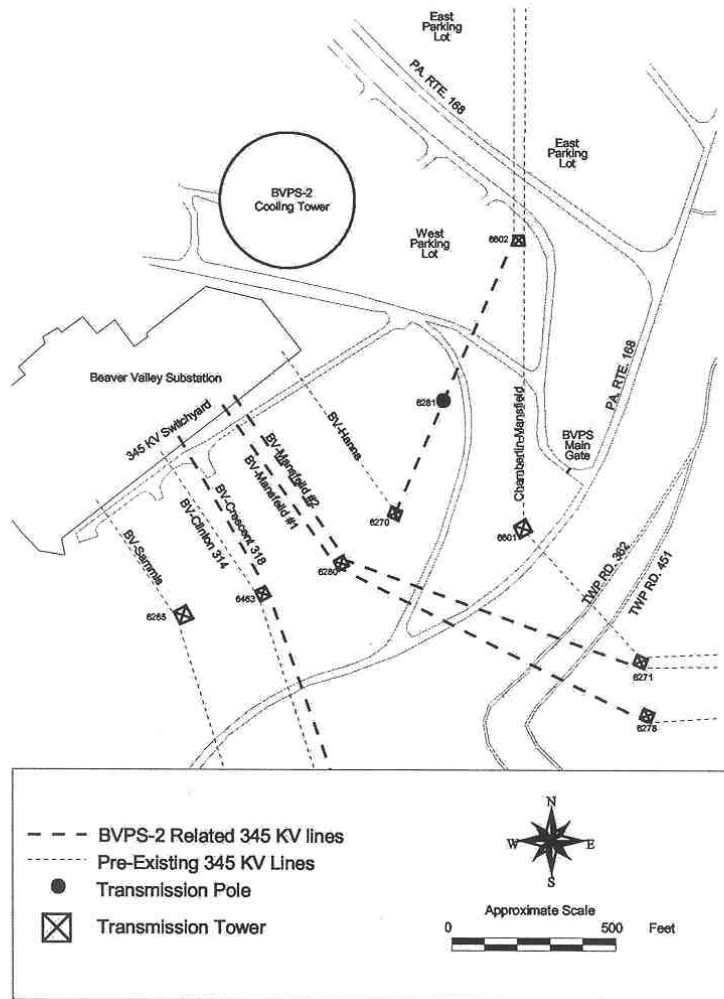 East
Parking
Lot
PA. RTE. 168
East
Parking
Lot
BVPS-2
Cooling Tower
West
Parking
Lot
6602
Beaver Valley Substation
345 KV Switchyard
BV-Hanna
6281
Chamberlin-Mansfield
BVPS
Main
Gate
PA. RTE. 168
BV-Mansfeild #2
BV-Mansfeild #1
BV-Crescent 318
BV-Clinton 314
BV-Sammis
6270
6601
6280
6463
6265
TWP RD. 362
TWP RD. 451
6271
6278
BVPS-2 Related 345 KV lines
Pre-Existing 345 KV Lines
Transmission Pole
Transmission Tower
N
W
E
S
Approximate Scale
0 500 Feet